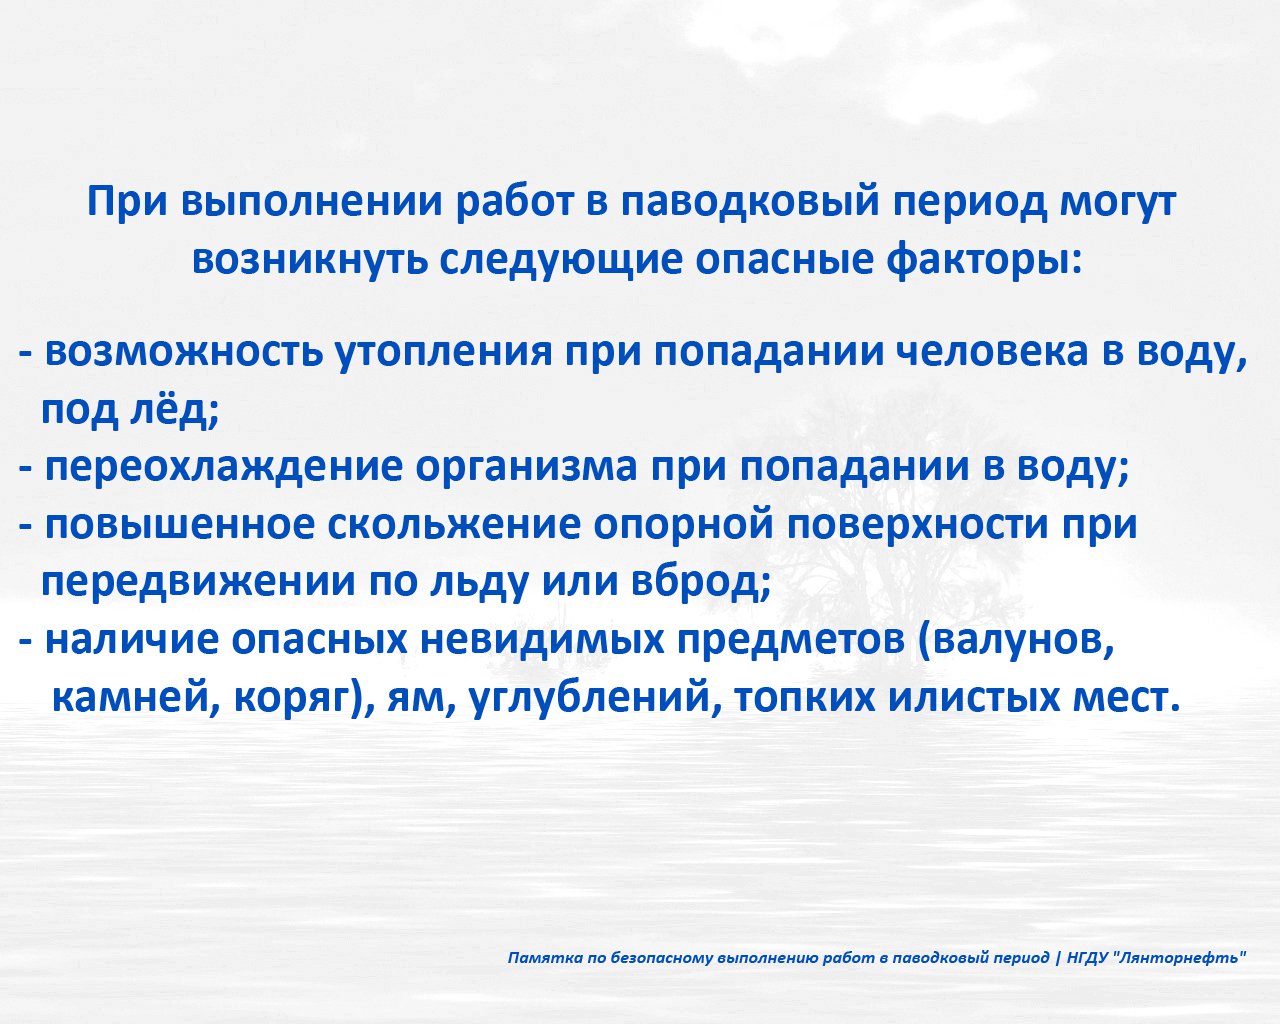 При выполнении работ в паводковый период могут
возникнуть следующие опасные факторы:
- возможность утопления при попадании человека в воду,
под лёд;
- переохлаждение организма при попадании в воду;
- повышенное скольжение опорной поверхности при
передвижении по льду или вброд;
- наличие опасных невидимых предметов (валунов,
камней, коряг), ям, углублений, топких илистых мест.
Памятка по безопасному выполнению работ в паводковый период | НГДУ "Лянторнефть"